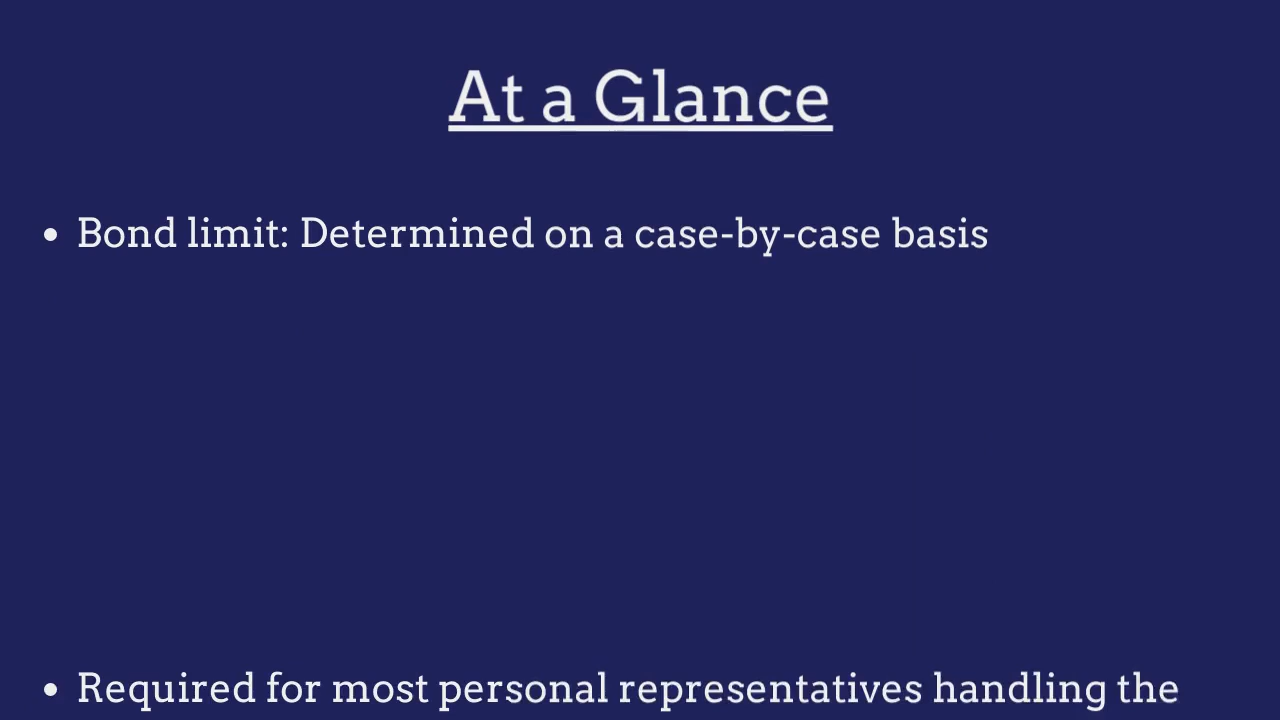 At a Glance
• Bond limit: Determined on a case-by-case basis
• Required for most personal representatives handling the